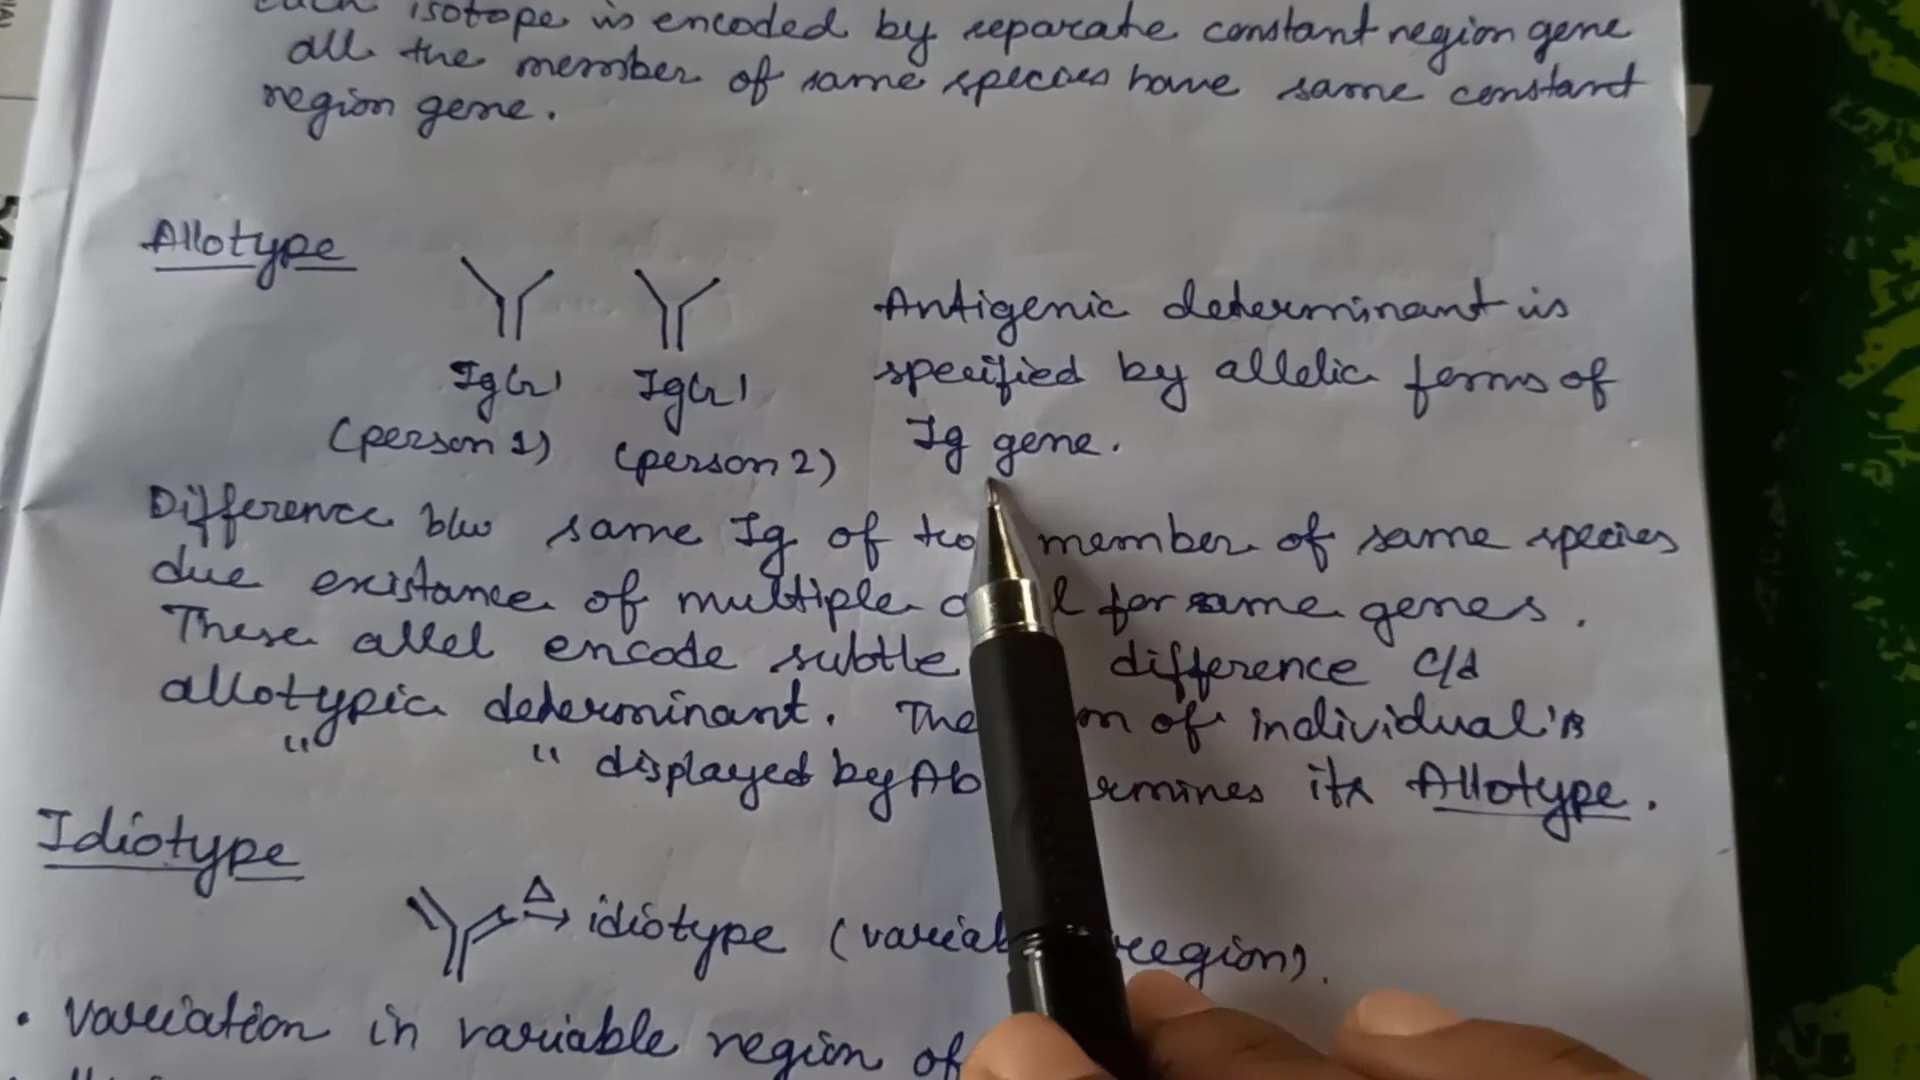 isotope is encoded by seperate constant region gene
all the member of same species have same constant
region gene.
Allotype
IgG1 IgG1
(person 1) (person 2)
Antigenic determinant is
specified by allelic forms of
Ig gene.
Difference b/w same Ig of two member of same species
due existance of multiple for same genes.
These allel encode subtle difference c/d
allotypic determinant. The of individual's
" " displayed by Ab its Allotype.
Idiotype
idiotype ( region).
• variation in variable region of